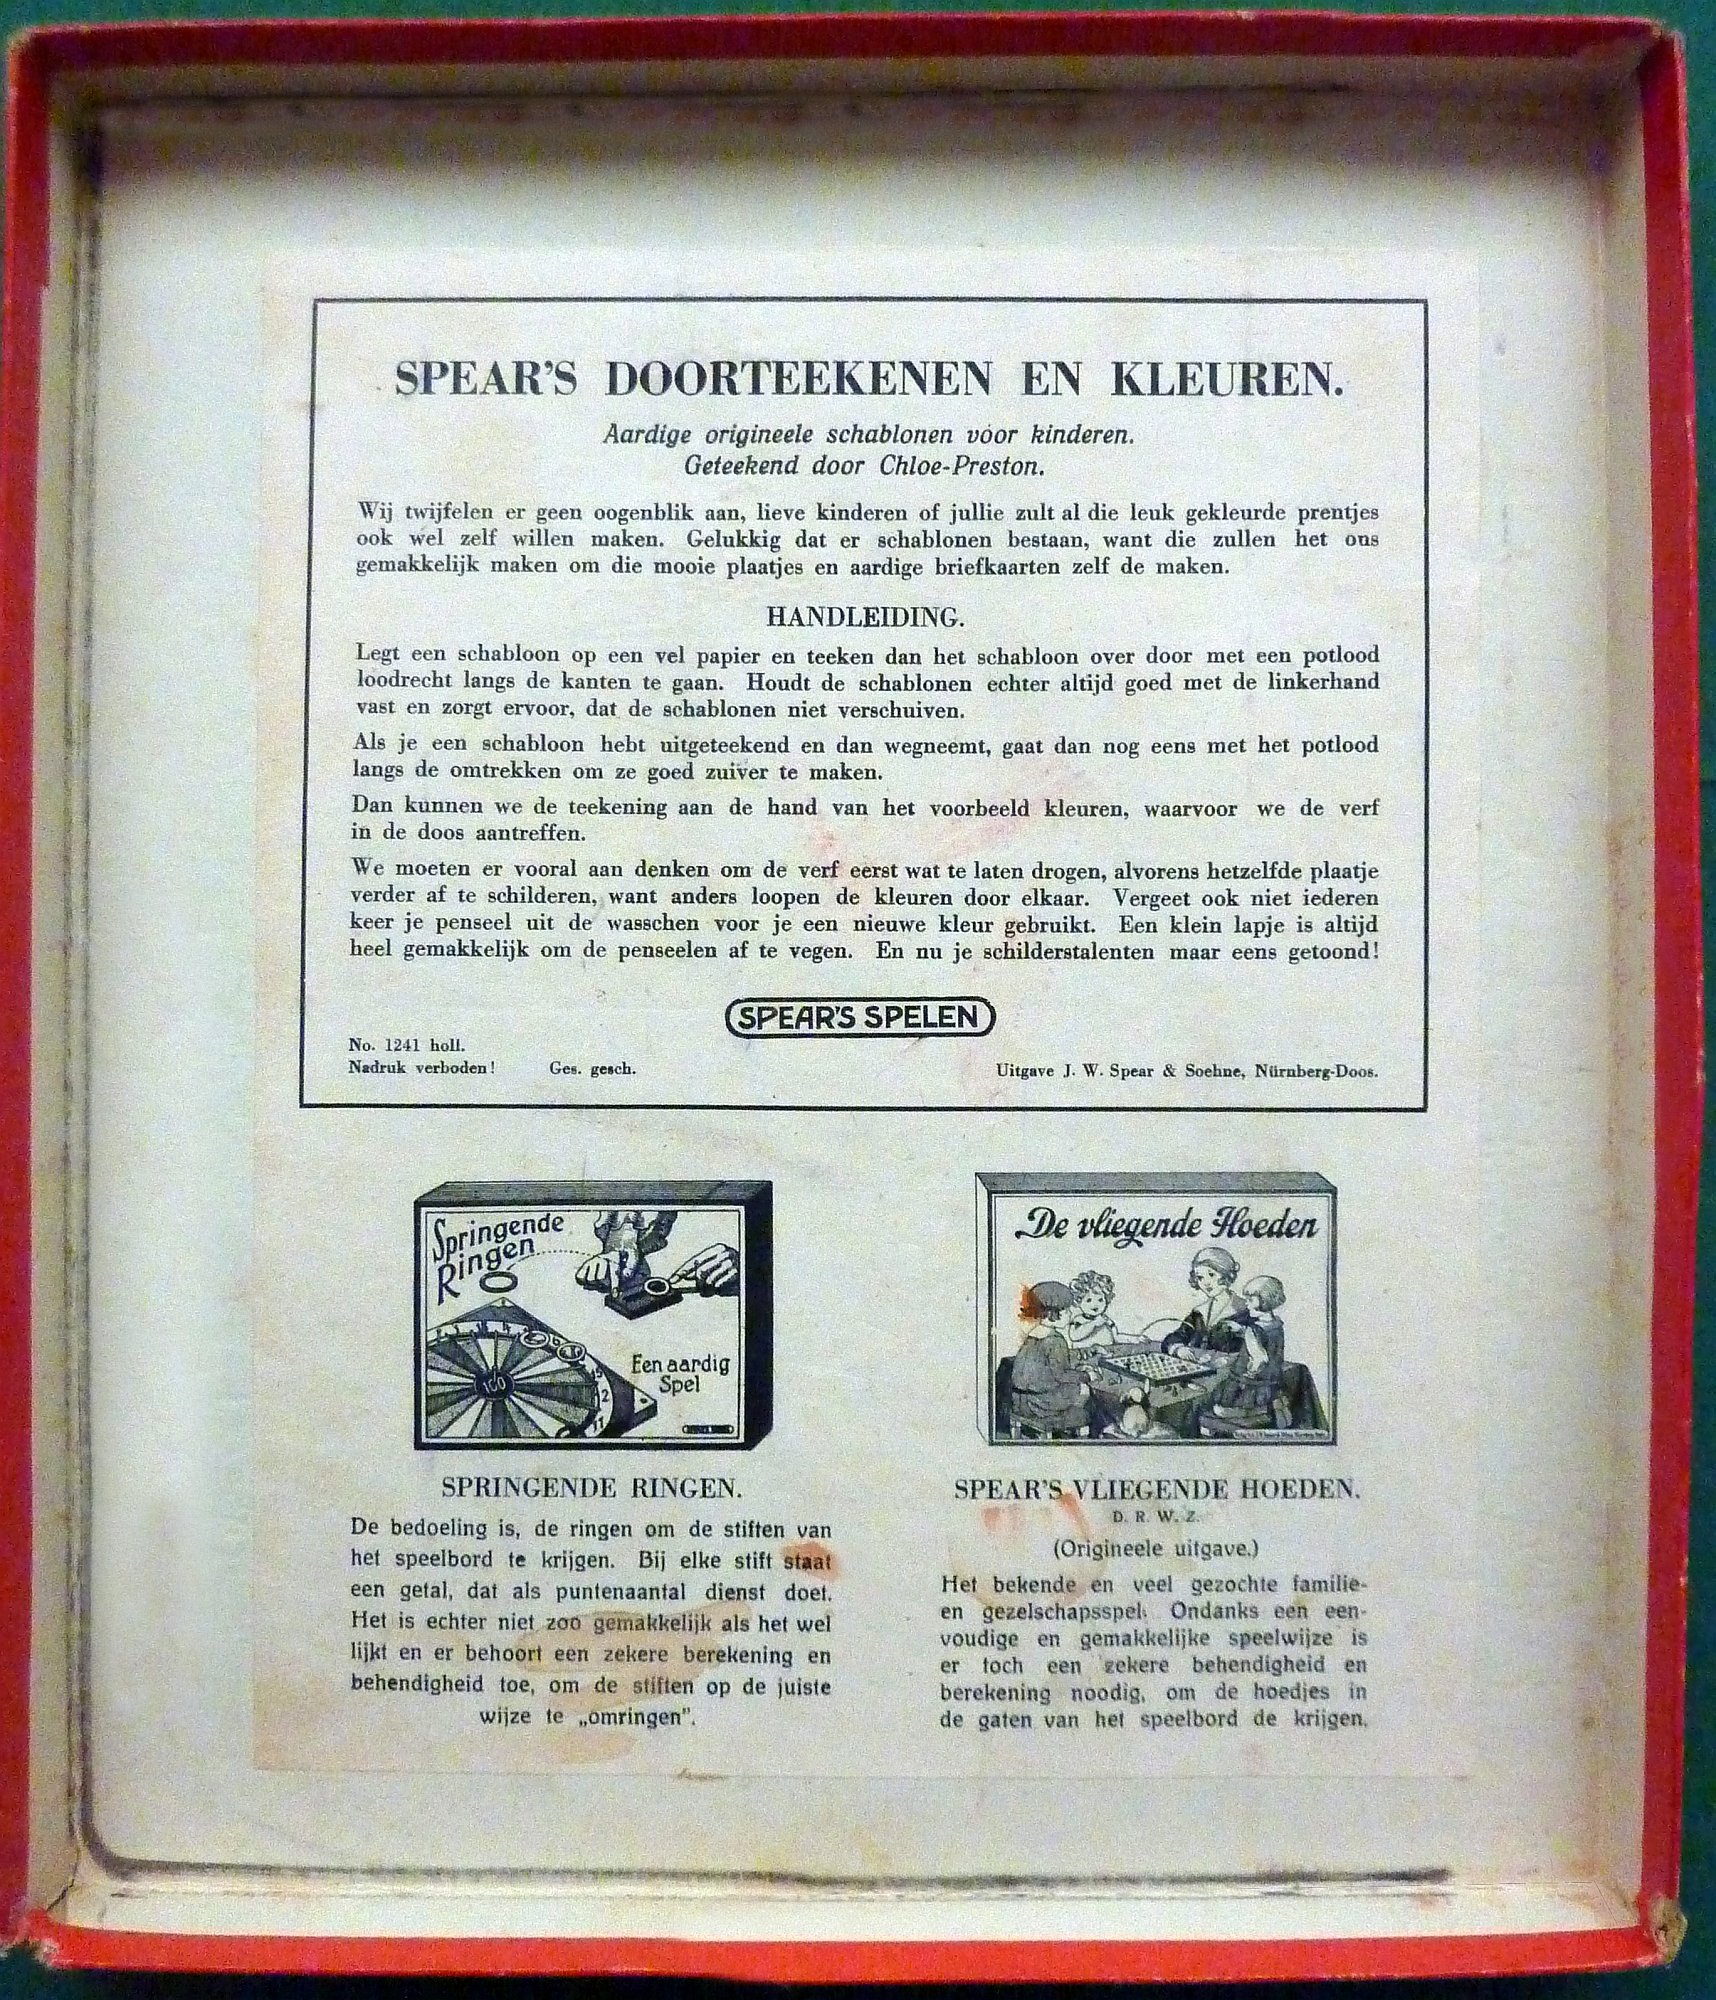 SPEAR'S DOORTEEKENEN EN KLEUREN.
Aardige origineele schablonen voor kinderen.
Geteekend door Chloe-Preston.
Wij twijfelen er geen oogenblik aan, lieve kinderen of jullie zult al die leuk gekleurde prentjes
ook wel zelf willen maken. Gelukkig dat er schablonen bestaan, want die zullen het ons
gemakkelijk maken om die mooie plaatjes en aardige briefkaarten zelf de maken.
HANDLEIDING.
Legt een schabloon op een vel papier en teeken dan het schabloon over door met een potlood
loodrecht langs de kanten te gaan. Houdt de schablonen echter altijd goed met de linkerhand
vast en zorgt ervoor, dat de schablonen niet verschuiven.
Als je een schabloon hebt uitgeteekend en dan wegneemt, gaat dan nog eens met het potlood
langs de omtrekken om ze goed zuiver te maken.
Dan kunnen we de teekening aan de hand van het voorbeeld kleuren, waarvoor we de verf
in de doos aantreffen.
We moeten er vooral aan denken om de verf eerst wat te laten drogen, alvorens hetzelfde plaatje
verder af te schilderen, want anders loopen de kleuren door elkaar. Vergeet ook niet iederen
keer je penseel uit de wasschen voor je een nieuwe kleur gebruikt. Een klein lapje is altijd
heel gemakkelijk om de penseelen af te vegen. En nu je schilderstalenten maar eens getoond!
SPEAR'S SPELEN
No. 1241 holl.
Nadruk verboden! Ges. gesch. Uitgave J. W. Spear & Soehne, Nürnberg-Doos.
Springende
Ringen
100
Een aardig
Spel
De vliegende Hoeden
SPRINGENDE RINGEN.
De bedoeling is, de ringen om de stiften van
het speelbord te krijgen. Bij elke stift staat
een getal, dat als puntenaantal dienst doet.
Het is echter niet zoo gemakkelijk als het wel
lijkt en er behoort een zekere berekening en
behendigheid toe, om de stiften op de juiste
wijze te „omringen".
SPEAR'S VLIEGENDE HOEDEN.
D. R. W. Z.
(Origineele uitgave.)
Het bekende en veel gezochte familie-
en gezelschapsspel. Ondanks een een-
voudige en gemakkelijke speelwijze is
er toch een zekere behendigheid en
berekening noodig, om de hoedjes in
de gaten van het speelbord de krijgen.